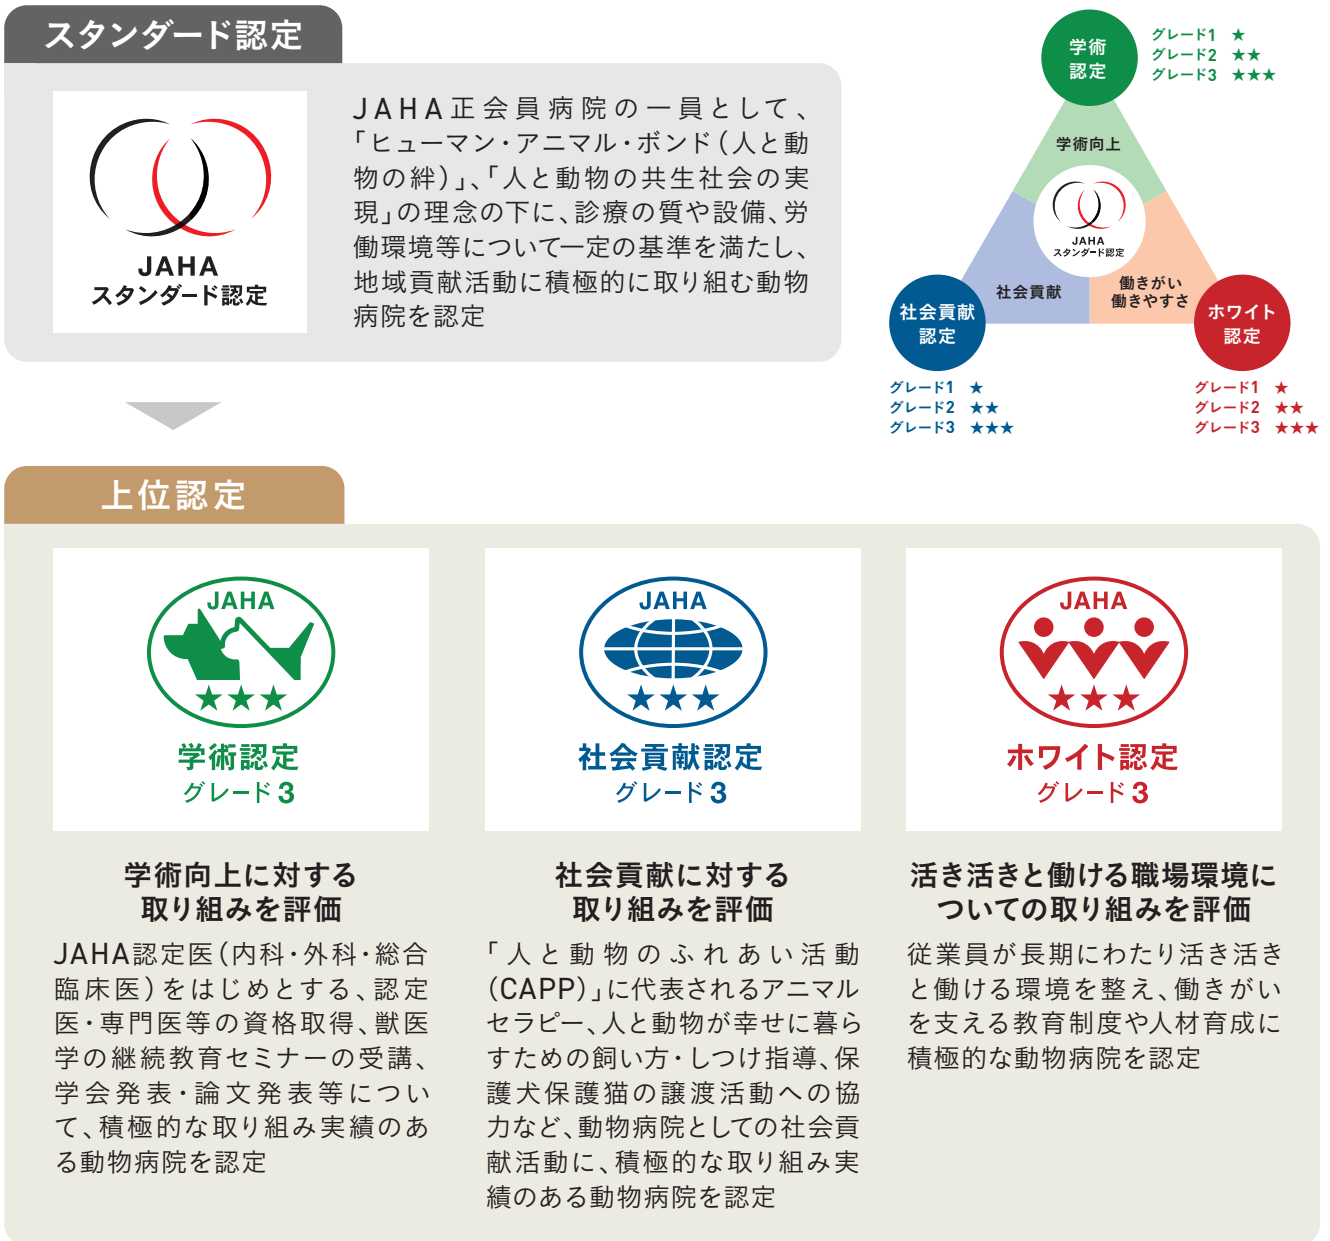 スタンダード認定
JAHA
スタンダード認定
JAHA正会員病院の一員として、
「ヒューマン・アニマル・ボンド(人と動
物の絆)」、「人と動物の共生社会の実
現」の理念の下に、診療の質や設備、労
働環境等について一定の基準を満たし、
地域貢献活動に積極的に取り組む動物
病院を認定
学術
認定
グレード1 ★
グレード2 ★★
グレード3 ★★★
学術向上
JAHA
スタンダード認定
社会貢献
働きがい
働きやすさ
社会貢献
認定
グレード1 ★
グレード2 ★★
グレード3 ★★★
ホワイト
認定
グレード1 ★
グレード2 ★★
グレード3 ★★★
上位認定
JAHA
★★★
学術認定
グレード3
学術向上に対する
取り組みを評価
JAHA認定医(内科・外科・総合
臨床医)をはじめとする、認定
医・専門医等の資格取得、獣医
学の継続教育セミナーの受講、
学会発表・論文発表等につい
て、積極的な取り組み実績のあ
る動物病院を認定
JAHA
★★★
社会貢献認定
グレード3
社会貢献に対する
取り組みを評価
「人と動物のふれあい活動
(CAPP)」に代表されるアニマル
セラピー、人と動物が幸せに暮ら
すための飼い方・しつけ指導、保
護犬保護猫の譲渡活動への協
力など、動物病院としての社会貢
献活動に、積極的な取り組み実
績のある動物病院を認定
JAHA
★★★
ホワイト認定
グレード3
活き活きと働ける職場環境に
ついての取り組みを評価
従業員が長期にわたり活き活き
と働ける環境を整え、働きがい
を支える教育制度や人材育成に
積極的な動物病院を認定